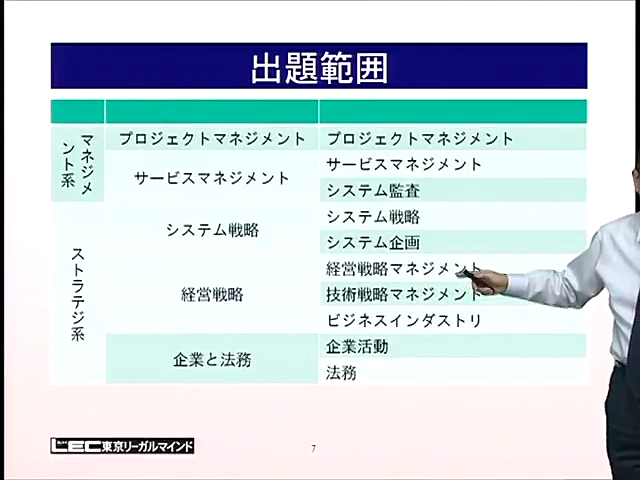 出題範囲
マネジメント系
プロジェクトマネジメント
プロジェクトマネジメント
サービスマネジメント
サービスマネジメント
システム監査
ストラテジ系
システム戦略
システム戦略
システム企画
経営戦略
経営戦略マネジメント
技術戦略マネジメント
ビジネスインダストリ
企業と法務
企業活動
法務
LEC東京リーガルマインド
7